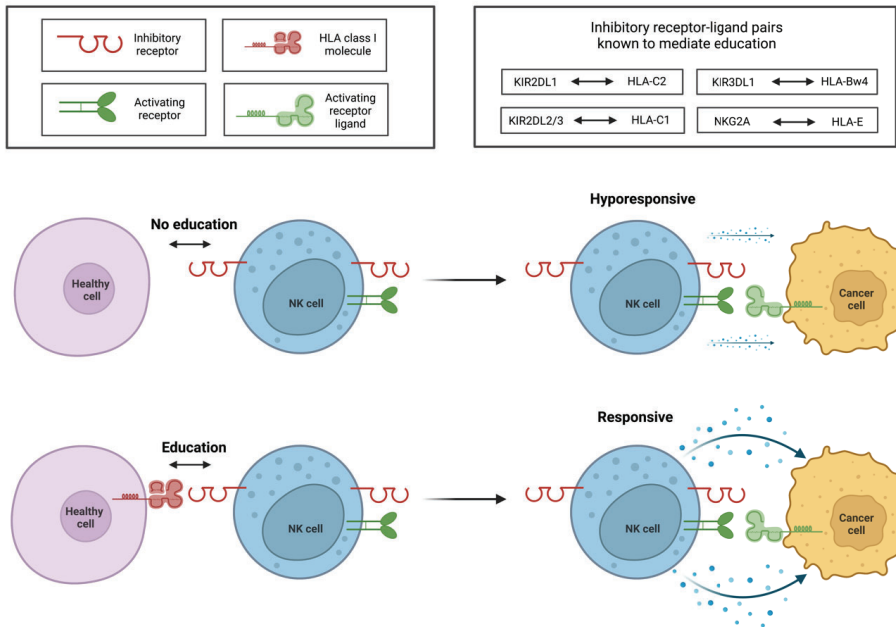 Inhibitory
receptor
HLA class I
molecule
Activating
receptor
Activating
receptor
ligand
Inhibitory receptor-ligand pairs
known to mediate education
KIR2DL1 HLA-C2
KIR3DL1 HLA-Bw4
KIR2DL2/3 HLA-C1
NKG2A HLA-E
No education
Healthy
cell
NK cell
Hyporesponsive
NK cell
Cancer
cell
Education
Healthy
cell
NK cell
Responsive
NK cell
Cancer
cell